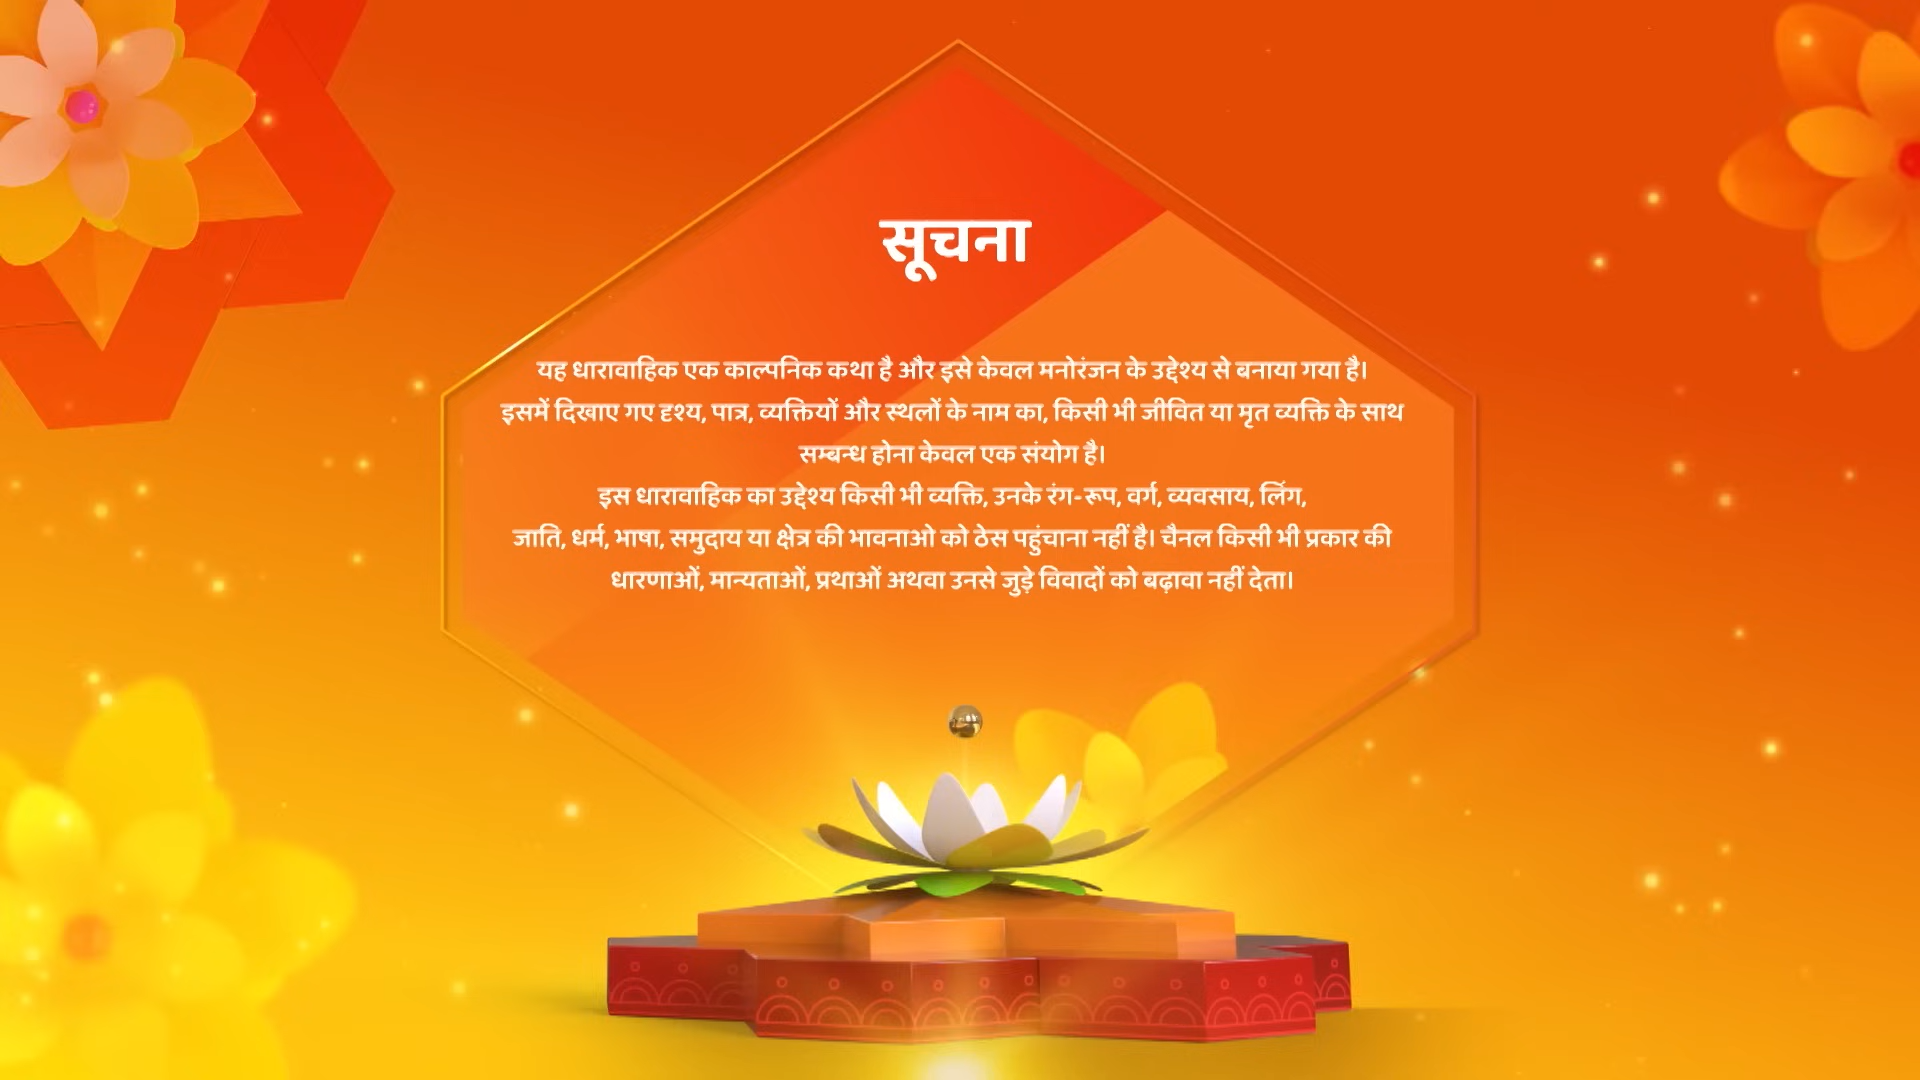 सूचना
यह धारावाहिक एक काल्पनिक कथा है और इसे केवल मनोरंजन के उद्देश्य से बनाया गया है।
इसमें दिखाए गए दृश्य, पात्र, व्यक्तियों और स्थलों के नाम का, किसी भी जीवित या मृत व्यक्ति के साथ
सम्बन्ध होना केवल एक संयोग है।
इस धारावाहिक का उद्देश्य किसी भी व्यक्ति, उनके रंग-रूप, वर्ग, व्यवसाय, लिंग,
जाति, धर्म, भाषा, समुदाय या क्षेत्र की भावनाओ को ठेस पहुंचाना नहीं है। चैनल किसी भी प्रकार की
धारणाओं, मान्यताओं, प्रथाओं अथवा उनसे जुड़े विवादों को बढ़ावा नहीं देता।